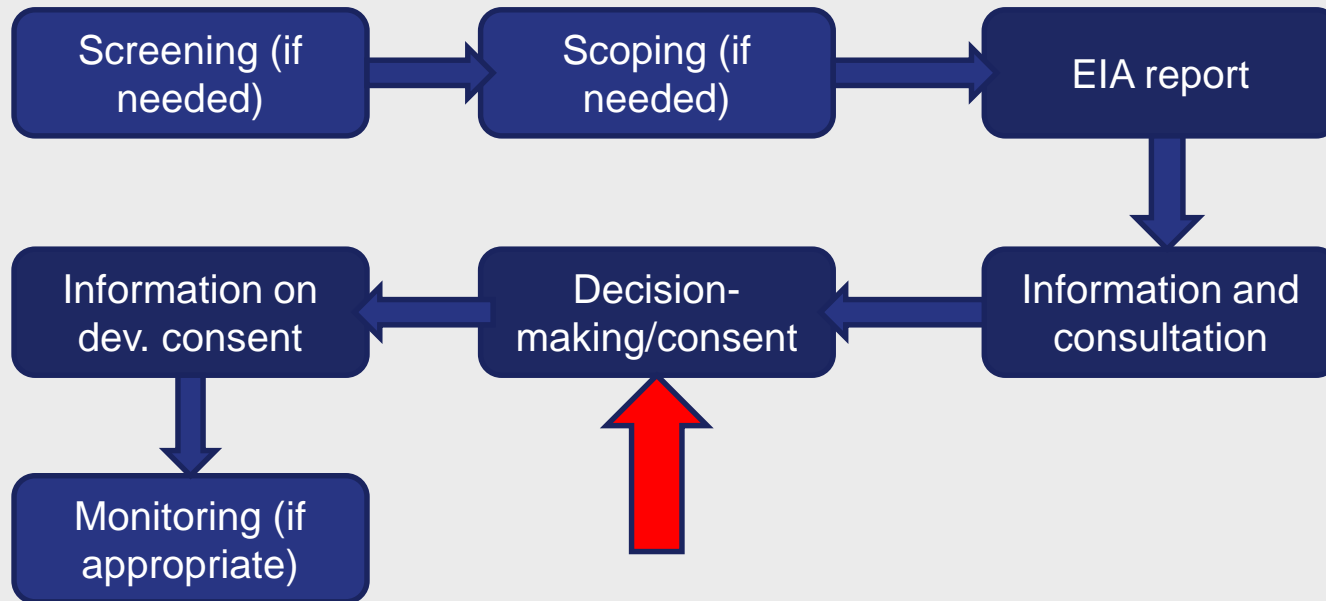 Screening (if
needed)
Scoping (if
needed)
EIA report
Information and
consultation
Decision-
making/consent
Information on
dev. consent
Monitoring (if
appropriate)